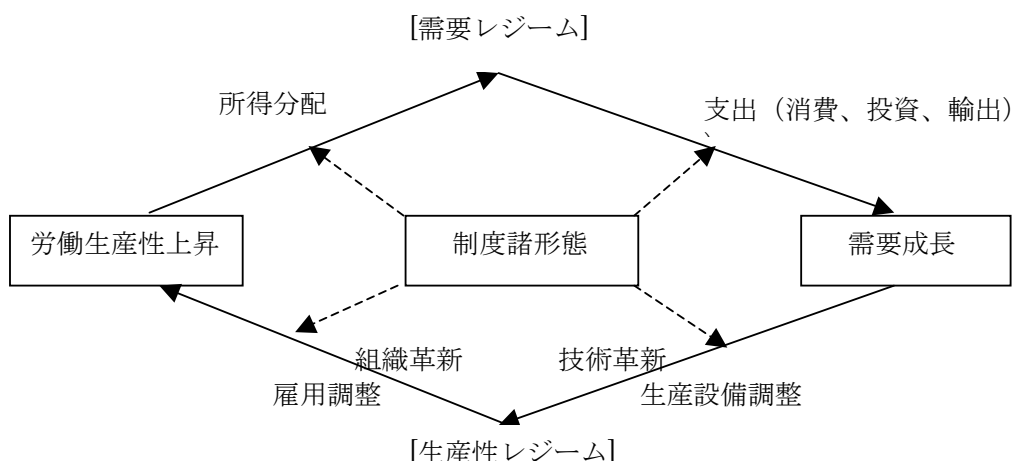 [需要レジーム]
所得分配
支出（消費、投資、輸出）
、
労働生産性上昇
制度諸形態
需要成長
組織革新
技術革新
雇用調整
生産設備調整
[生産性レジーム]